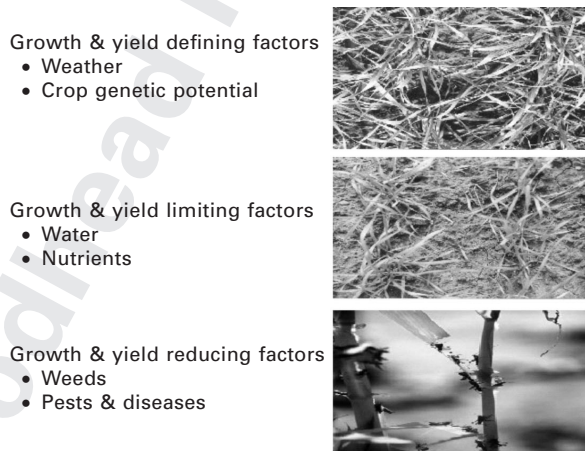 Growth & yield defining factors
• Weather
• Crop genetic potential
Growth & yield limiting factors
• Water
• Nutrients
Growth & yield reducing factors
• Weeds
• Pests & diseases